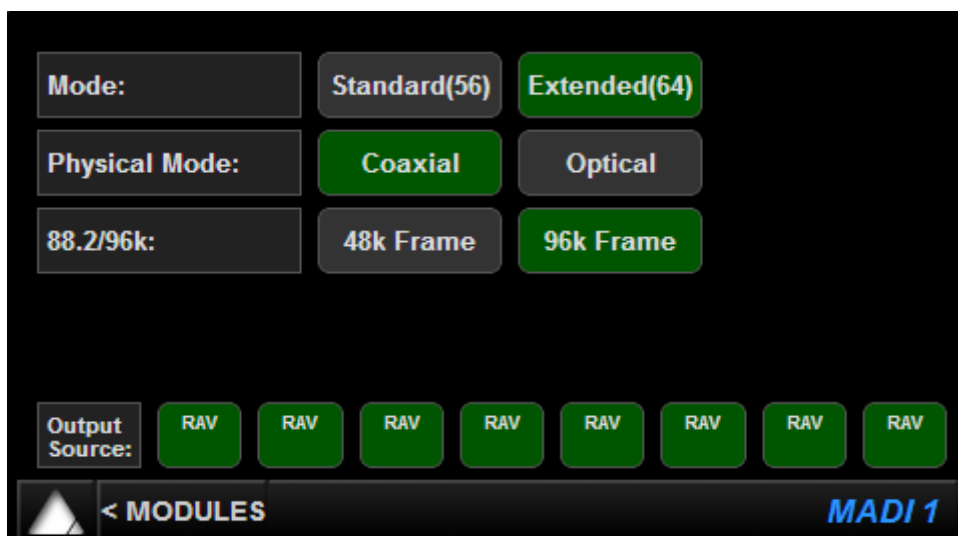 Mode: Standard(56) Extended(64)
Physical Mode: Coaxial Optical
88.2/96k: 48k Frame 96k Frame
Output Source: RAV RAV RAV RAV RAV RAV RAV RAV
< MODULES MADI 1